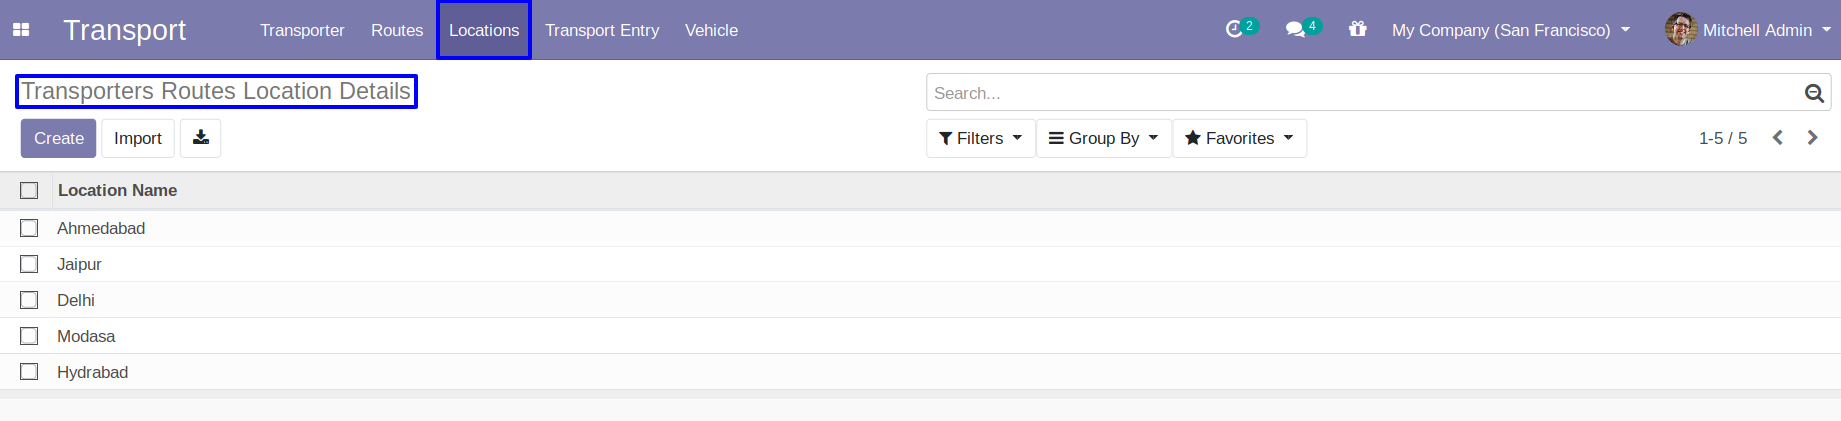 Transport Transporter Routes Locations Transport Entry Vehicle 2 4 My Company (San Francisco) Mitchell Admin
Transporters Routes Location Details Search...
Create Import Filters Group By Favorites 1-5 / 5
Location Name
Ahmedabad
Jaipur
Delhi
Modasa
Hydrabad